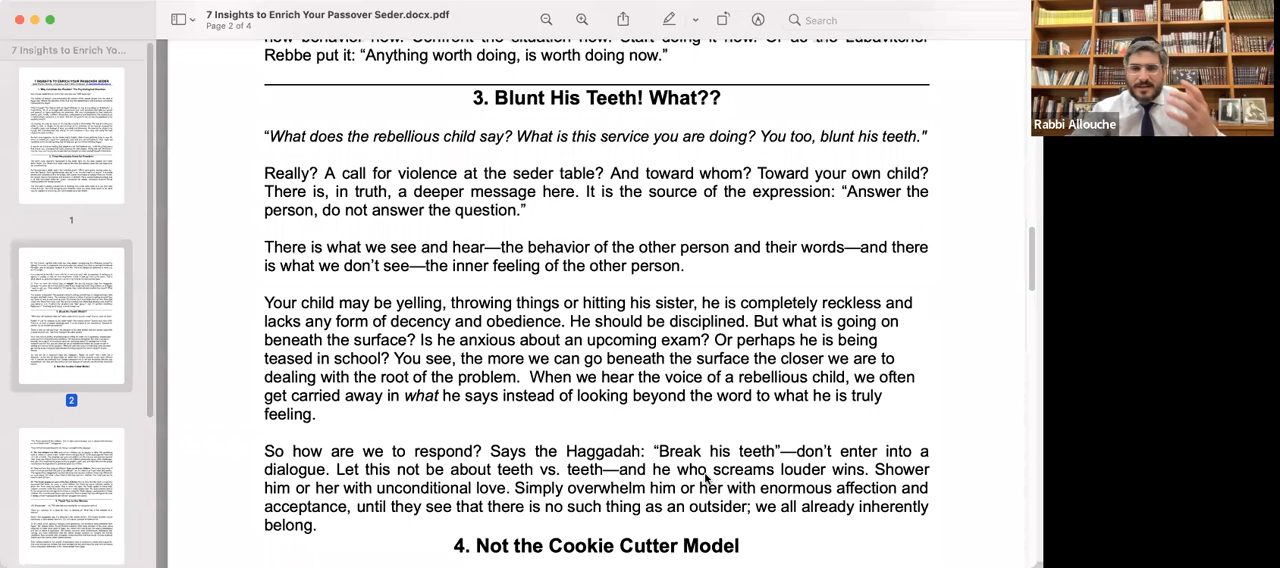 7 Insights to Enrich Your Passover Seder.docx.pdf
Page 2 of 4
Search
7 Insights to Enrich Yo...
1
2
Rabbi Allouche
Rebbe put it: “Anything worth doing, is worth doing now.”
3. Blunt His Teeth! What??
“What does a rebellious child say? What is this service you are doing? You too, blunt his teeth."
Really? A call for violence at the seder table? And toward whom? Toward your own child?
There is, in truth, a deeper message here. It is the source of the expression: “Answer the
person, do not answer the question.”
There is what we see and hear—the behavior of the other person and their words—and there
is what we don’t see—the inner feeling of the other person.
Your child may be yelling, throwing things or hitting his sister, he is completely reckless and
lacks any form of decency and obedience. He should be disciplined. But what is going on
beneath the surface? Is he anxious about an upcoming exam? Or perhaps he is being
teased in school? You see, the more we can go beneath the surface the closer we are to
dealing with the root of the problem. When we hear the voice of a rebellious child, we often
get carried away in what he says instead of looking beyond the word to what he is truly
feeling.
So how are we to respond? Says the Haggadah: “Break his teeth”—don’t enter into a
dialogue. Let this not be about teeth vs. teeth—and he who screams louder wins. Shower
him or her with unconditional love. Simply overwhelm him or her with enormous affection and
acceptance, until they see that there is no such thing as an outsider; we all already inherently
belong.
4. Not the Cookie Cutter Model